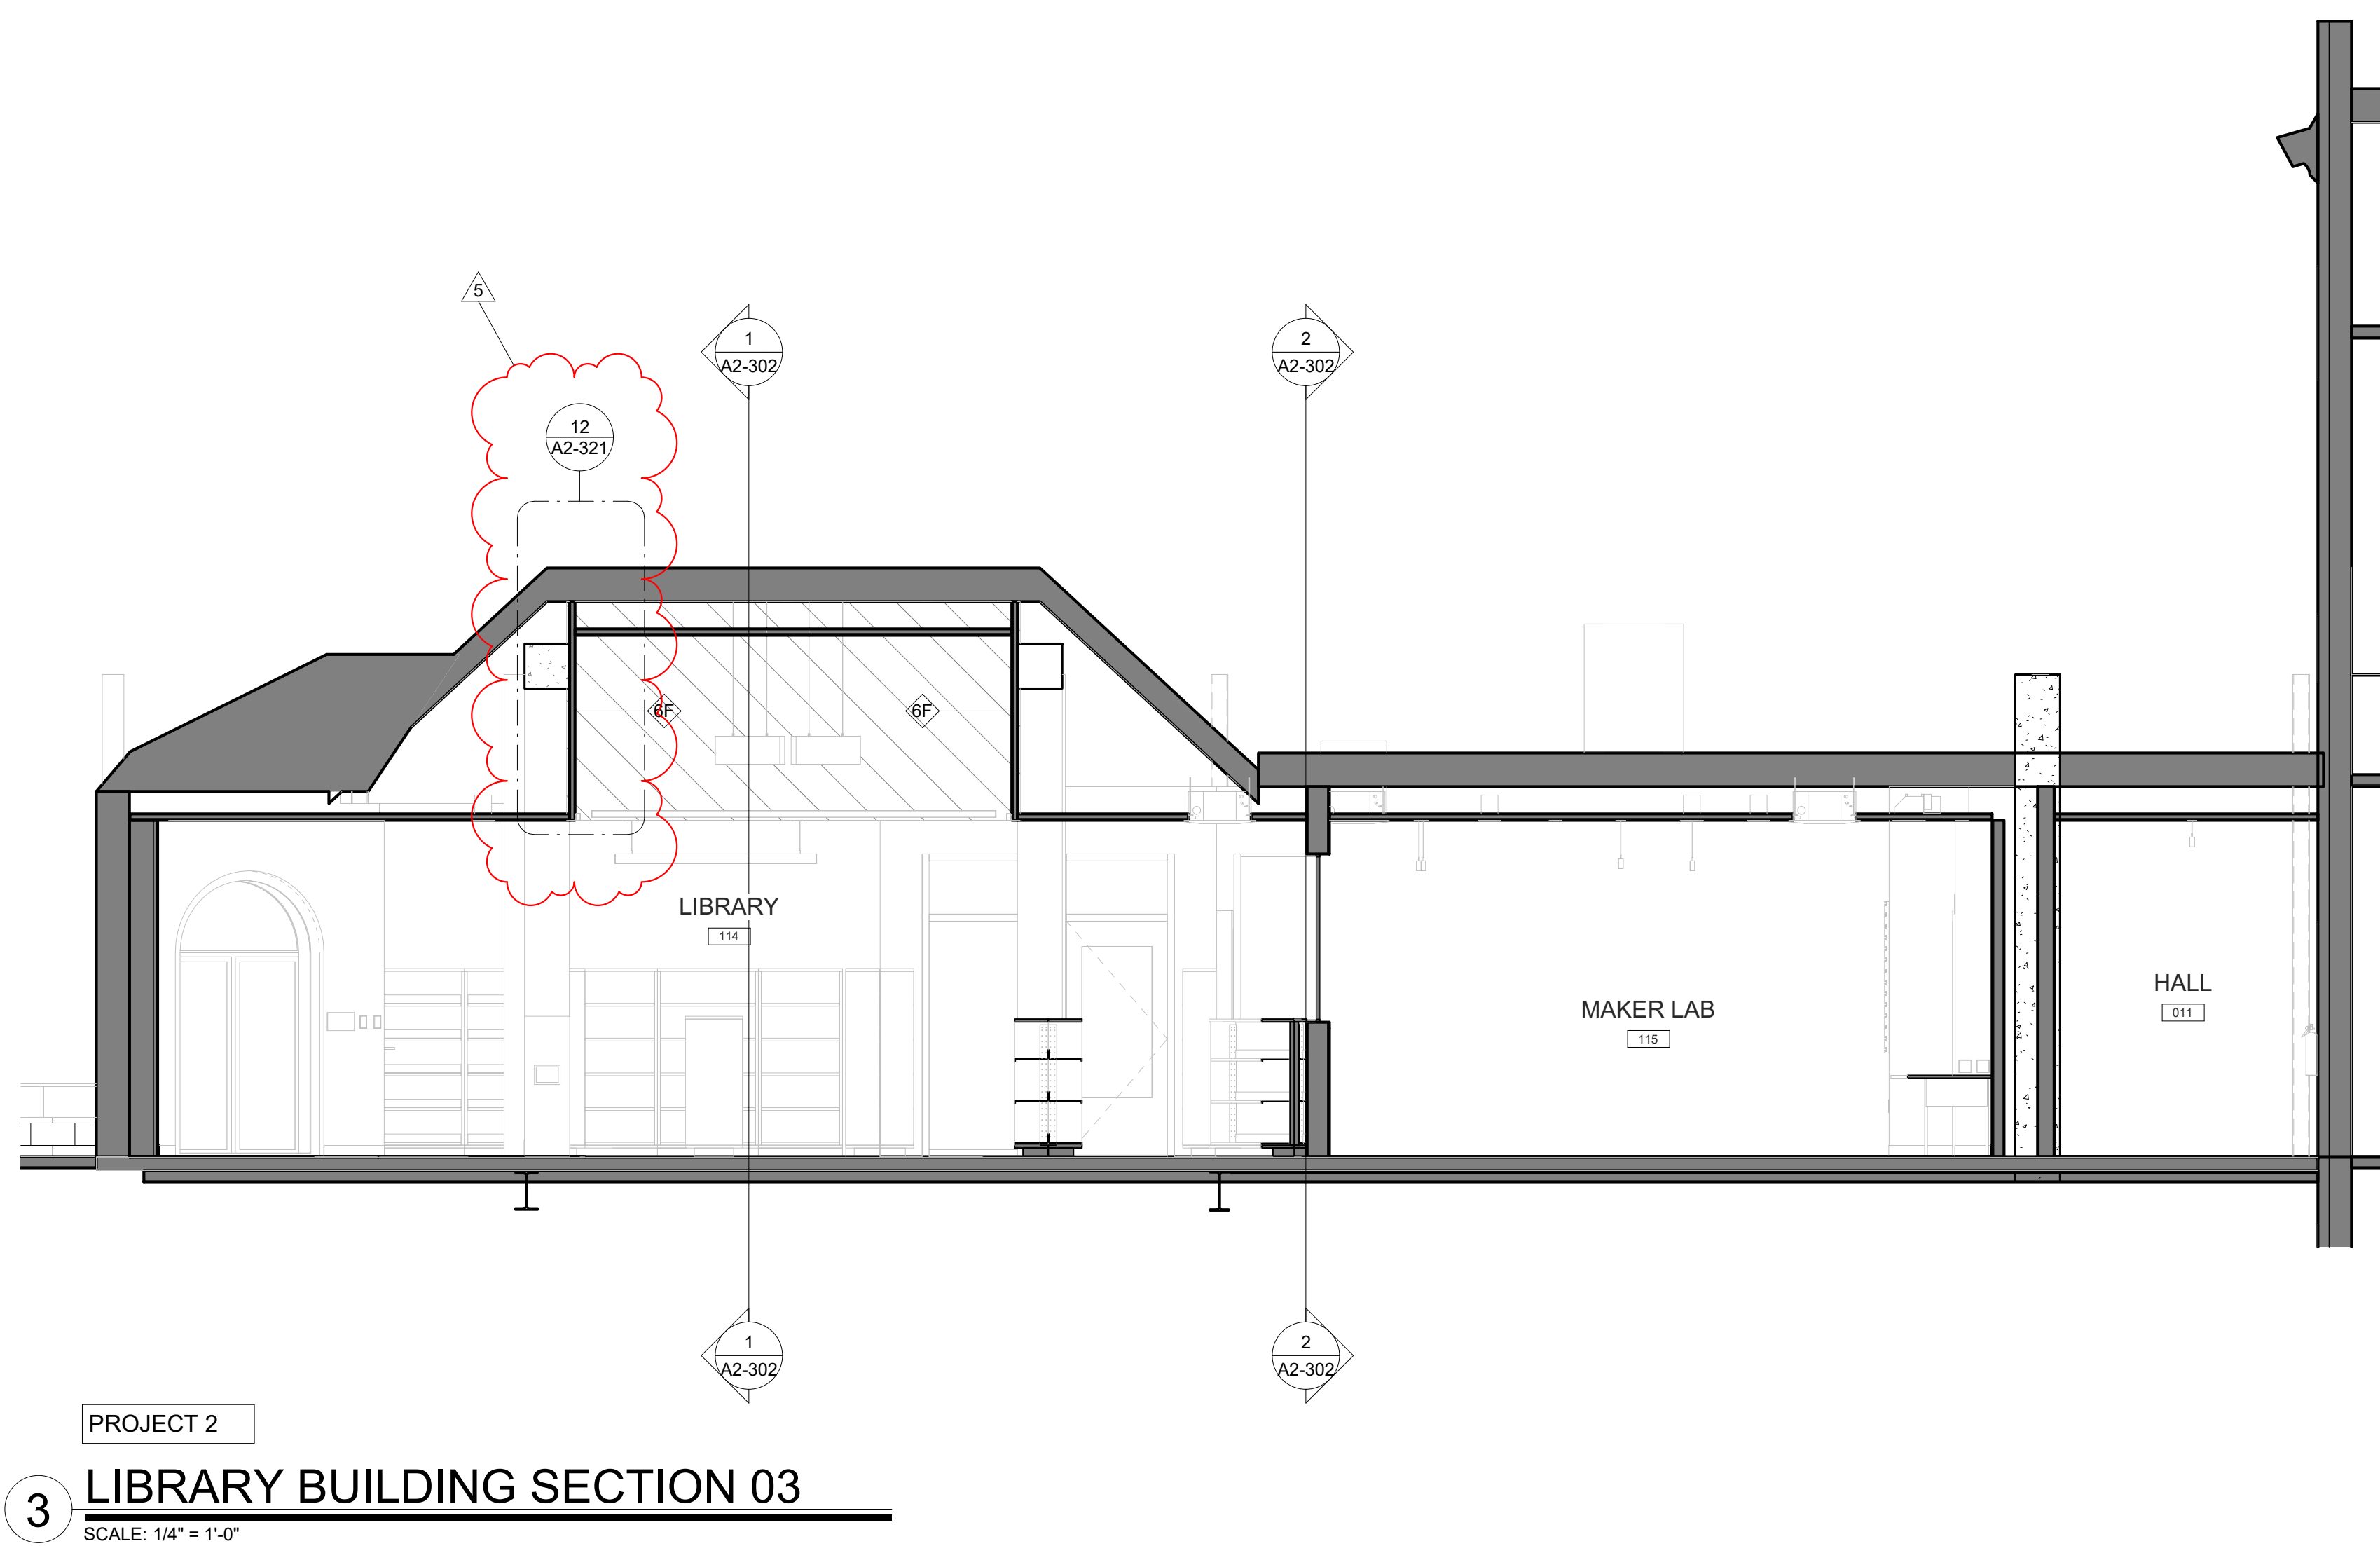 5
1
A2-302
2
A2-302
12
A2-321
6F
6F
LIBRARY
114
MAKER LAB
115
HALL
011
1
A2-302
2
A2-302
PROJECT 2
3
LIBRARY BUILDING SECTION 03
SCALE: 1/4" = 1'-0"